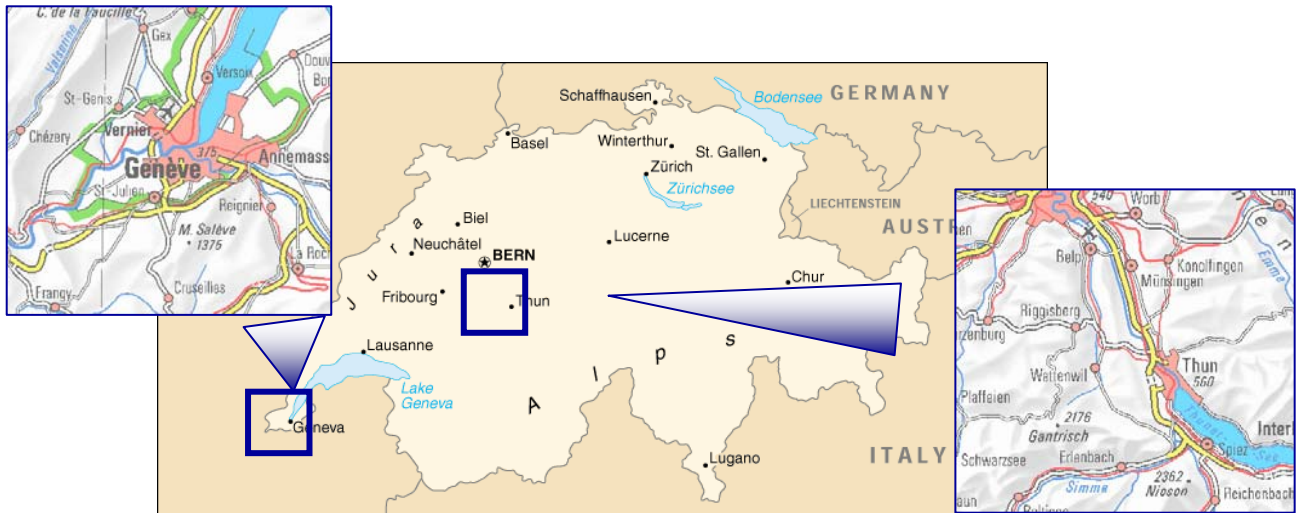 C. de la Faucille
Gex
Valserine
Versoix
St-Genis
Chézery
Vernier
375
Annemass
Genève
St-Julien
Reignier
M. Salève
1375
La Roch
Cruseilles
Frangy
Schaffhausen
Bodensee
GERMANY
Basel
Winterthur
St. Gallen
Zürich
Zürichsee
LIECHTENSTEIN
AUSTR
Biel
Jura
Neuchâtel
Lucerne
BERN
Chur
Fribourg
Thun
Lausanne
Alps
Lake
Geneva
Geneva
Lugano
ITALY
540
Worb
Belp
Münsingen
Konolfingen
Emme
Riggisberg
Thun
560
Wattenwil
Plaffeien
2176
Gantrisch
Interl
Spiez
Schwarzsee
Erlenbach
2362
Niesen
Simme
Reichenbach